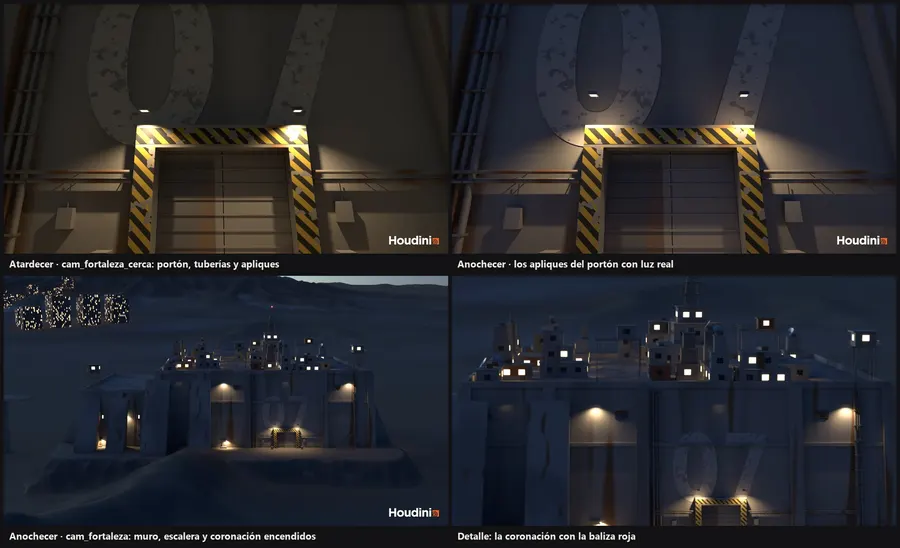 07
07
Houdini
Houdini
Atardecer · cam_fortaleza_cerca: portón, tuberías y apliques
Anochecer · los apliques del portón con luz real
07
Houdini
07
Anochecer · cam_fortaleza: muro, escalera y coronación encendidos
Detalle: la coronación con la baliza roja